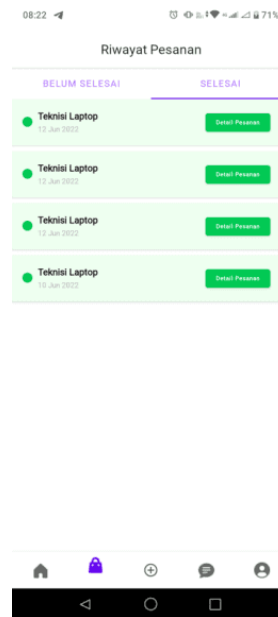 08:22
71%
Riwayat Pesanan
BELUM SELESAI
SELESAI
Teknisi Laptop
12 Jun 2022
Detail Pesanan
Teknisi Laptop
12 Jun 2022
Detail Pesanan
Teknisi Laptop
12 Jun 2022
Detail Pesanan
Teknisi Laptop
10 Jun 2022
Detail Pesanan